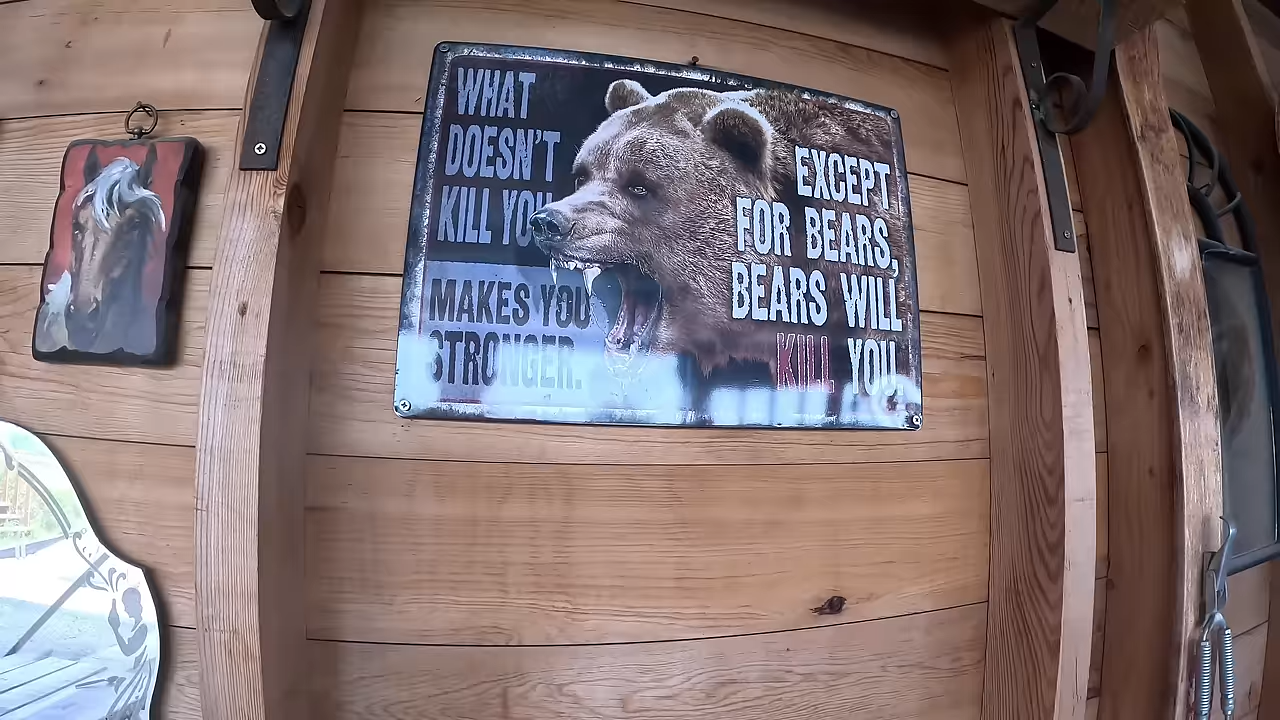 WHAT
DOESN'T
KILL YOU
MAKES YOU
STRONGER.
EXCEPT
FOR BEARS,
BEARS WILL
KILL YOU.